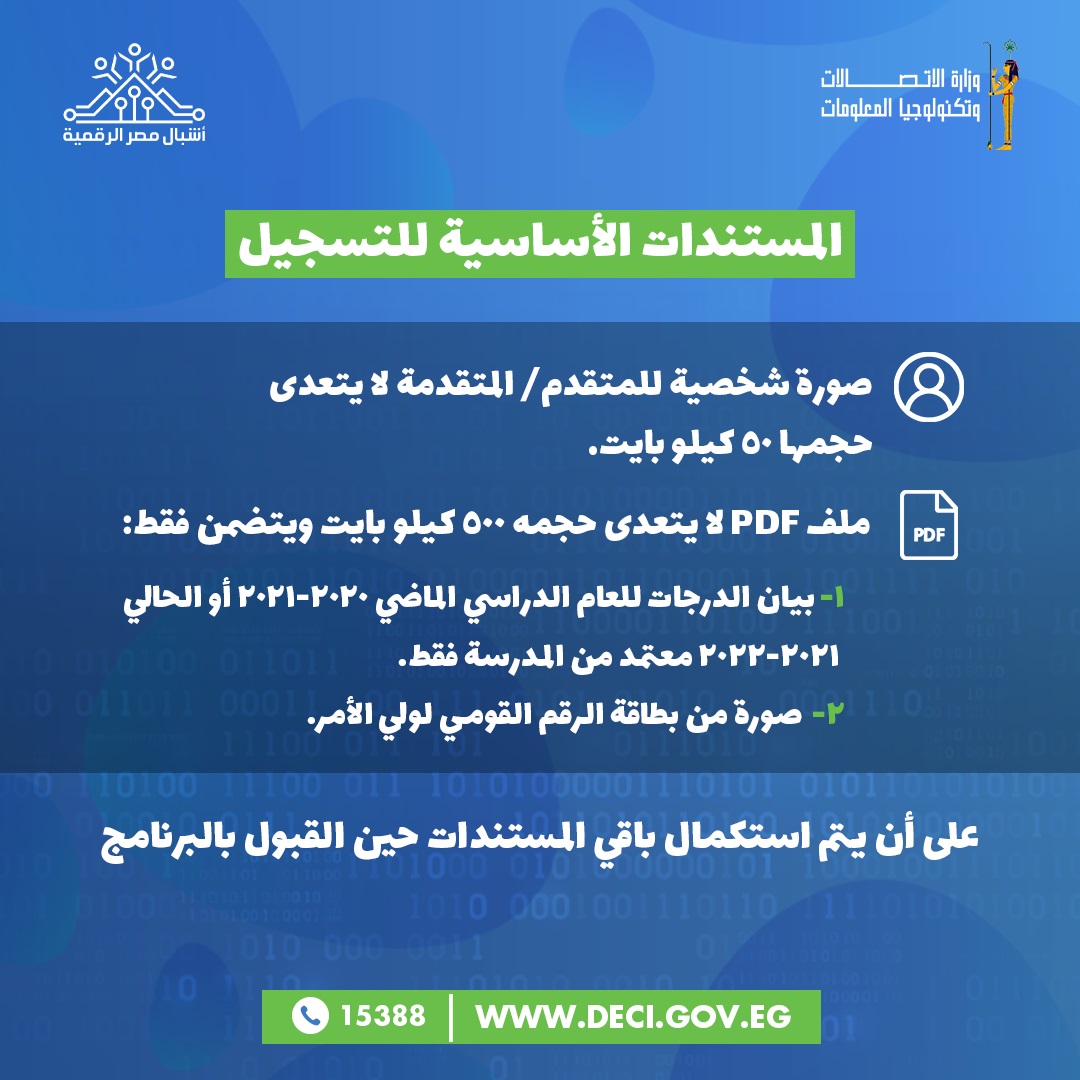 وزارة الاتصــــالات
وتكنولوجيا المعلومات
أشبال مصر الرقمية
المستندات الأساسية للتسجيل
صورة شخصية للمتقدم/ المتقدمة لا يتعدى
حجمها ٥٠ كيلو بايت.
ملف PDF لا يتعدى حجمه ٥٠٠ كيلو بايت ويتضمن فقط:
PDF
١- بيان الدرجات للعام الدراسي الماضي ٢٠٢٠-٢٠٢١ أو الحالي
٢٠٢١-٢٠٢٢ معتمد من المدرسة فقط.
٢- صورة من بطاقة الرقم القومي لولي الأمر.
على أن يتم استكمال باقي المستندات حين القبول بالبرنامج
15388 | WWW.DECI.GOV.EG